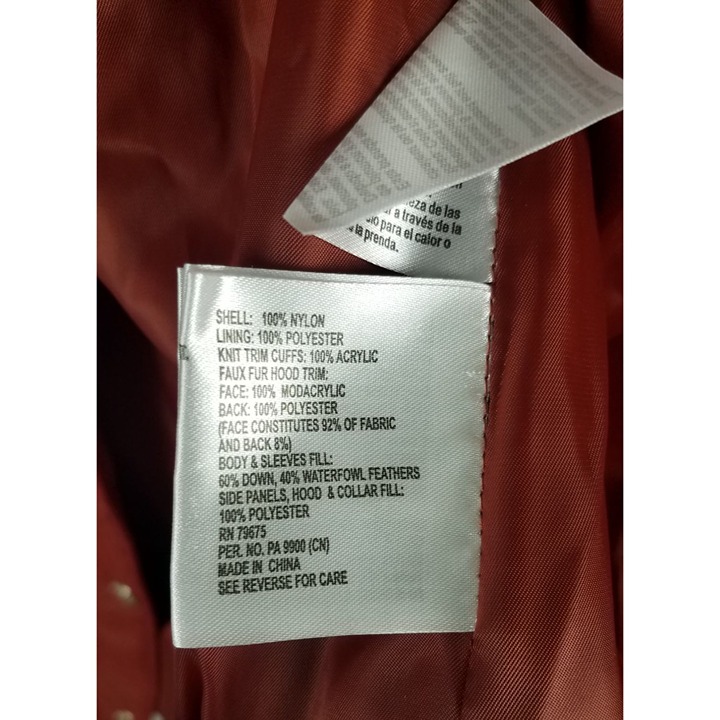 eza de las
r a través de la
para el calor o
la prenda.
SHELL: 100% NYLON
LINING: 100% POLYESTER
KNIT TRIM CUFFS: 100% ACRYLIC
FAUX FUR HOOD TRIM:
FACE: 100% MODACRYLIC
BACK: 100% POLYESTER
(FACE CONSTITUTES 92% OF FABRIC
AND BACK 8%)
BODY & SLEEVES FILL:
60% DOWN, 40% WATERFOWL FEATHERS
SIDE PANELS, HOOD & COLLAR FILL:
100% POLYESTER
RN 79675
PER. NO. PA 9900 (CN)
MADE IN CHINA
SEE REVERSE FOR CARE